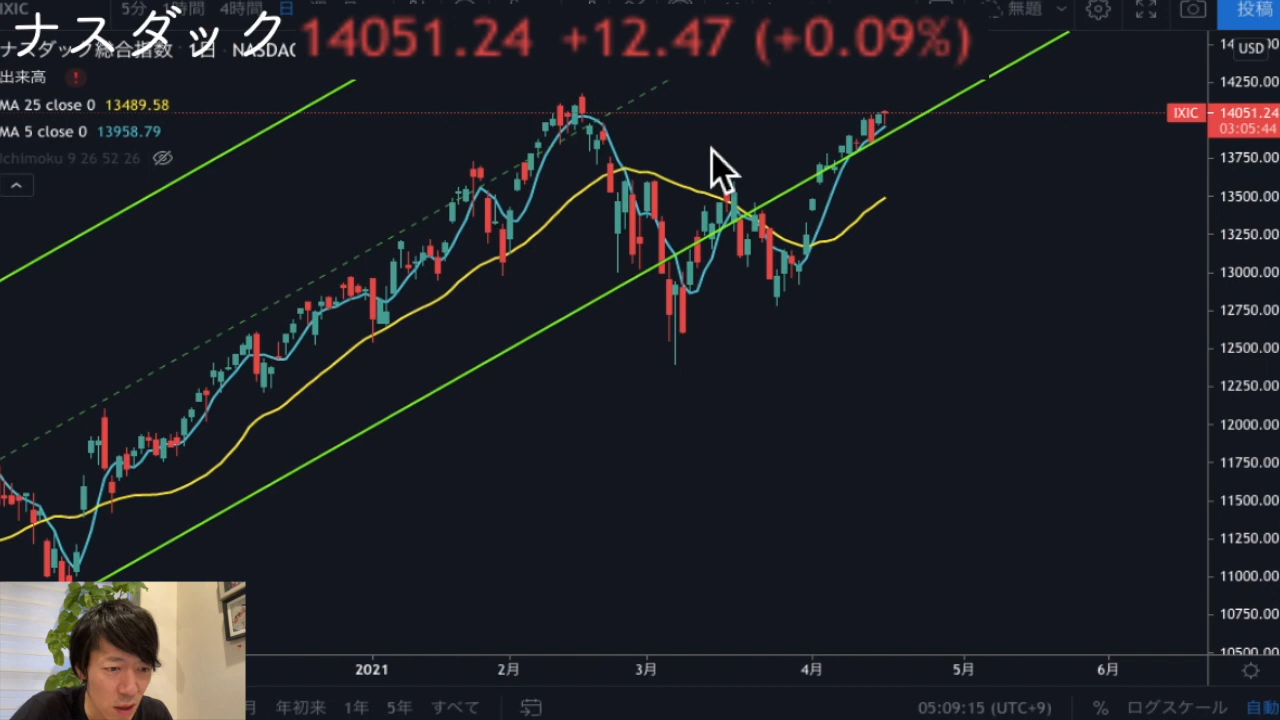 IXIC 5分 1時間 4時間 日 無題 投稿
ナスダック 14051.24 +12.47 (+0.09%)
ナスダック 総合指数 1日 NASDAQ
USD
出来高 !
14250.00
MA 25 close 0 13489.58
IXIC 14051.24
03:05:44
MA 5 close 0 13958.79
Ichimoku 9 26 52 26
13750.00
13500.00
13250.00
13000.00
12750.00
12500.00
12250.00
12000.00
11750.00
11500.00
11250.00
11000.00
10750.00
10500.00
2021 2月 3月 4月 5月 6月
月 年初来 1年 5年 すべて 05:09:15 (UTC+9) % ログスケール 自動